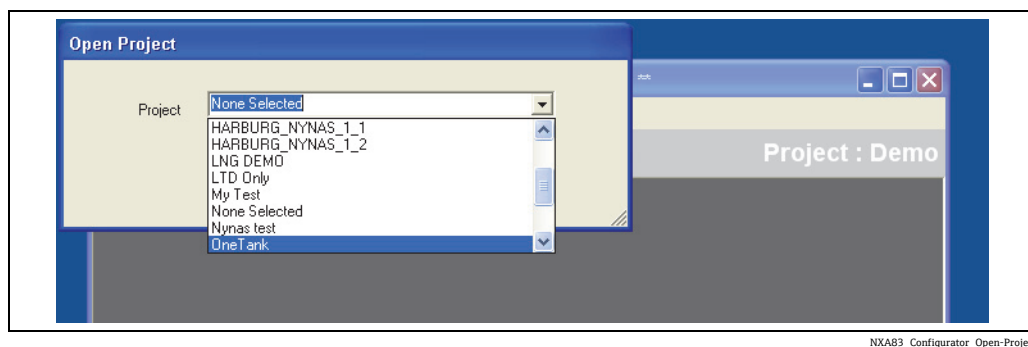 Open Project
**
Project
None Selected
HARBURG_NYNAS_1_1
HARBURG_NYNAS_1_2
LNG DEMO
LTD Only
My Test
None Selected
Nynas test
OneTank
Project : Demo
NXA83_Configurator_Open-Proje